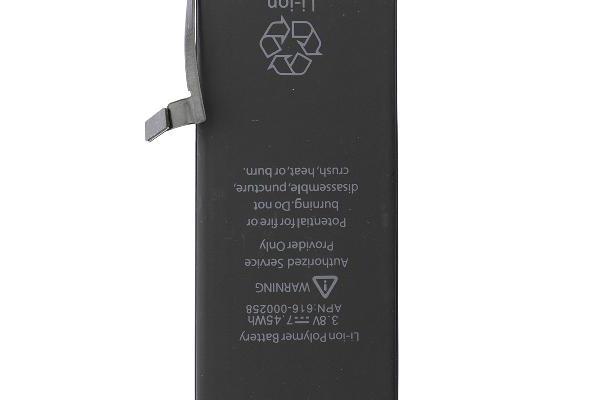 Li-ion Polymer Battery
3.8V⎓7.45Wh
APN:616-000258
WARNING
Authorized Service
Provider Only
Potential for fire or
burning. Do not
disassemble, puncture,
crush, heat, or burn.
Li-ion